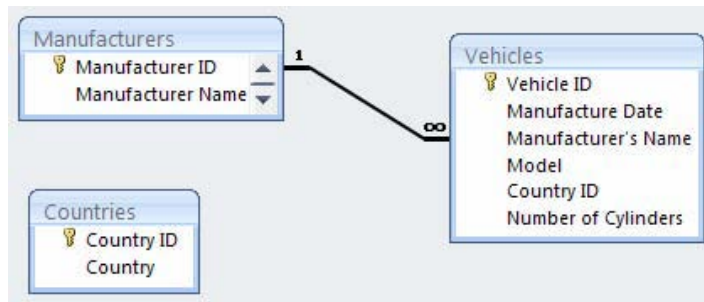 Manufacturers
Manufacturer ID
Manufacturer Name
1
∞
Vehicles
Vehicle ID
Manufacture Date
Manufacturer's Name
Model
Country ID
Number of Cylinders
Countries
Country ID
Country